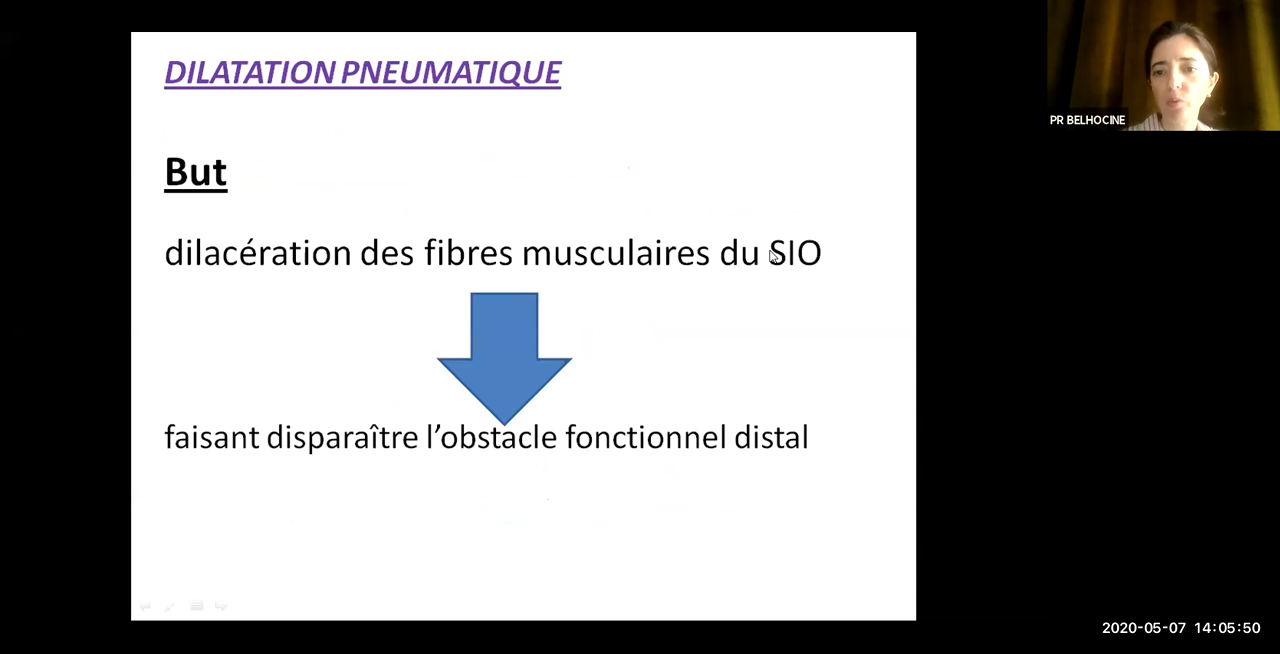 DILATATION PNEUMATIQUE
But
dilacération des fibres musculaires du SIO
faisant disparaître l’obstacle fonctionnel distal
PR BELHOCINE
2020-05-07 14:05:50